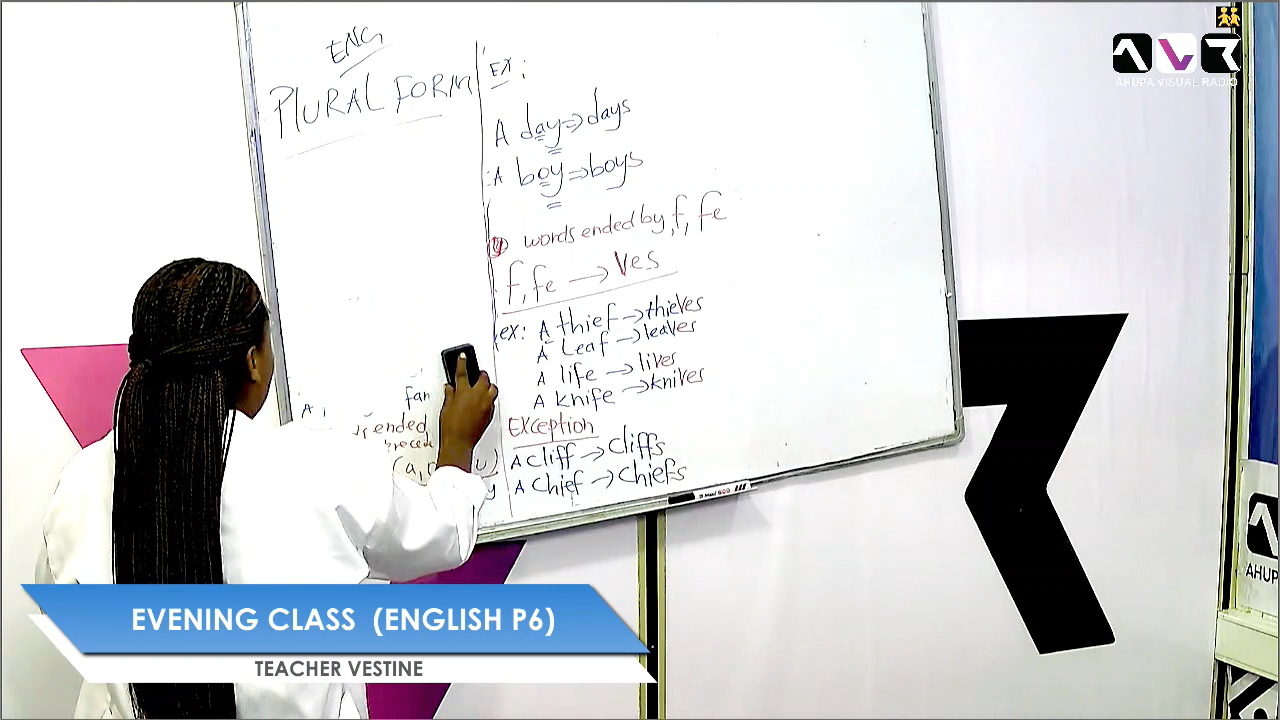 ENG
PLURAL FORM
A
fan
ended
(a,
u)
y
Ex:
A day => days
A boy => boys
words ended by f, fe
f, fe → ves
ex: A thief → thieves
A Leaf → leaves
A life → lives
A knife → knives
Exception
A cliff → cliffs
A Chief → chiefs
AHUPA VISUAL RADIO
AHUPA
EVENING CLASS (ENGLISH P6)
TEACHER VESTINE